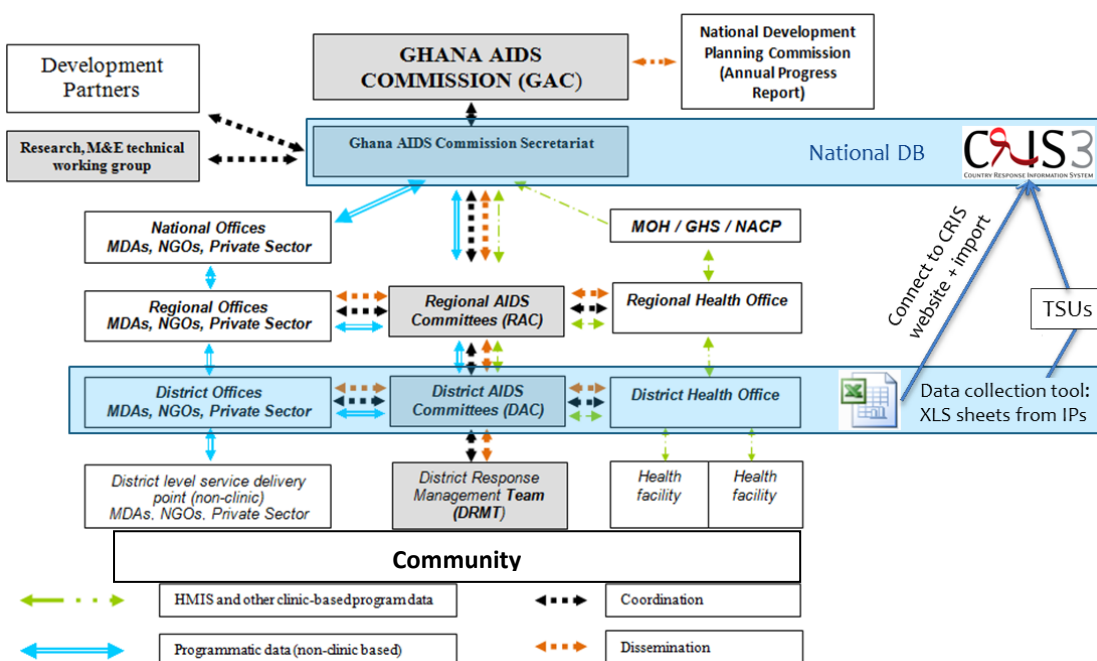 Development
Partners
GHANA AIDS
COMMISSION (GAC)
National Development
Planning Commission
(Annual Progress
Report)
Research, M&E technical
working group
Ghana AIDS Commission Secretariat
National DB
CRIS3
COUNTRY RESPONSE INFORMATION SYSTEM
National Offices
MDAs, NGOs, Private Sector
MOH / GHS / NACP
Connect to CRIS
website + import
Regional Offices
MDAs, NGOs, Private Sector
Regional AIDS
Committees (RAC)
Regional Health Office
TSUs
District Offices
MDAs, NGOs, Private Sector
District AIDS
Committees (DAC)
District Health Office
Data collection tool:
XLS sheets from IPs
District level service delivery
point (non-clinic)
MDAs, NGOs, Private Sector
District Response
Management Team
(DRMT)
Health
facility
Health
facility
Community
HMIS and other clinic-based program data
Coordination
Programmatic data (non-clinic based)
Dissemination